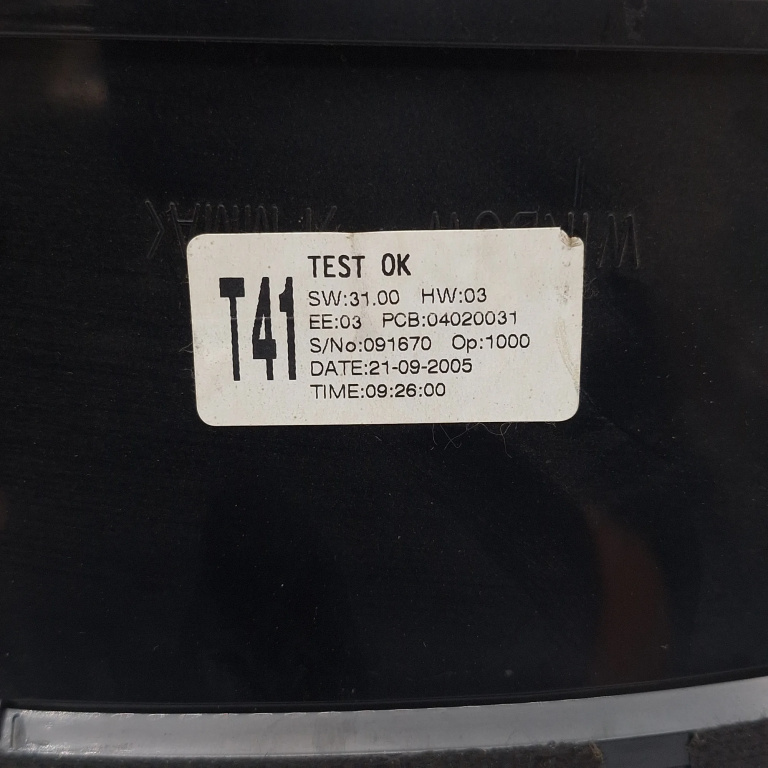 TEST OK
T41
SW:31.00 HW:03
EE:03 PCB:04020031
S/No:091670 Op:1000
DATE:21-09-2005
TIME:09:26:00